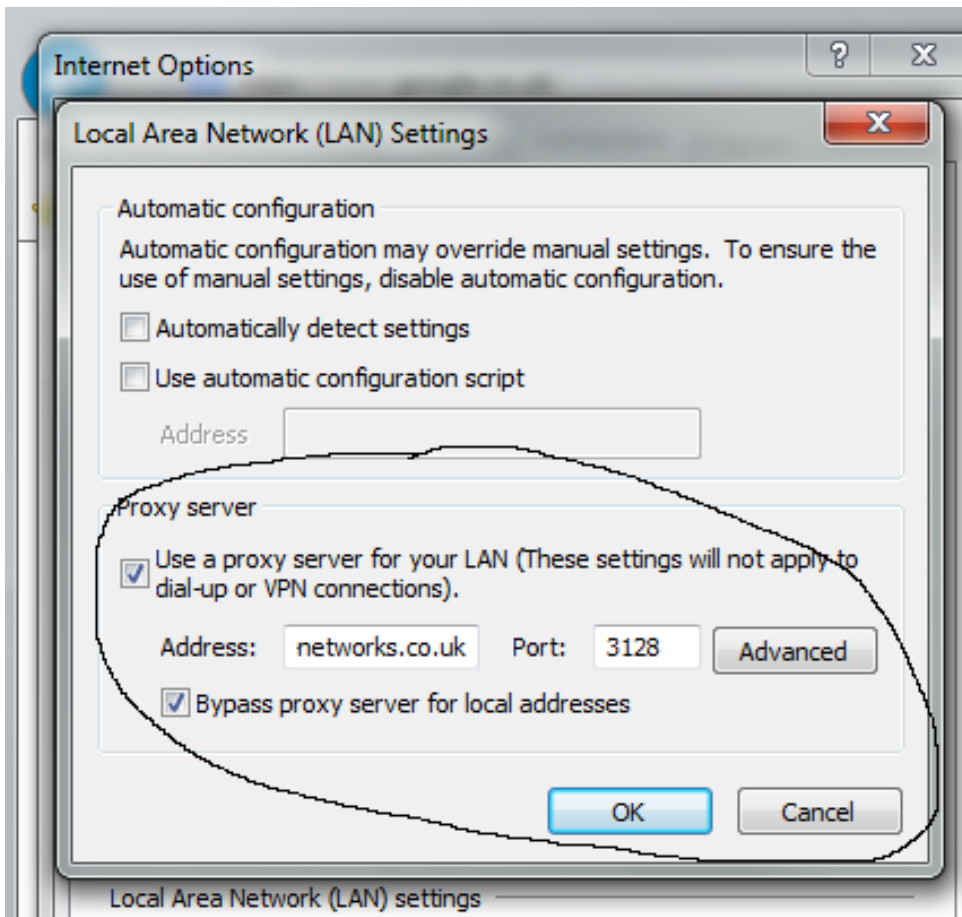 Internet Options
Local Area Network (LAN) Settings
Automatic configuration
Automatic configuration may override manual settings.  To ensure the
use of manual settings, disable automatic configuration.
Automatically detect settings
Use automatic configuration script
Address
Proxy server
Use a proxy server for your LAN (These settings will not apply to
dial-up or VPN connections).
Address: networks.co.uk Port: 3128 Advanced
Bypass proxy server for local addresses
OK Cancel
Local Area Network (LAN) settings